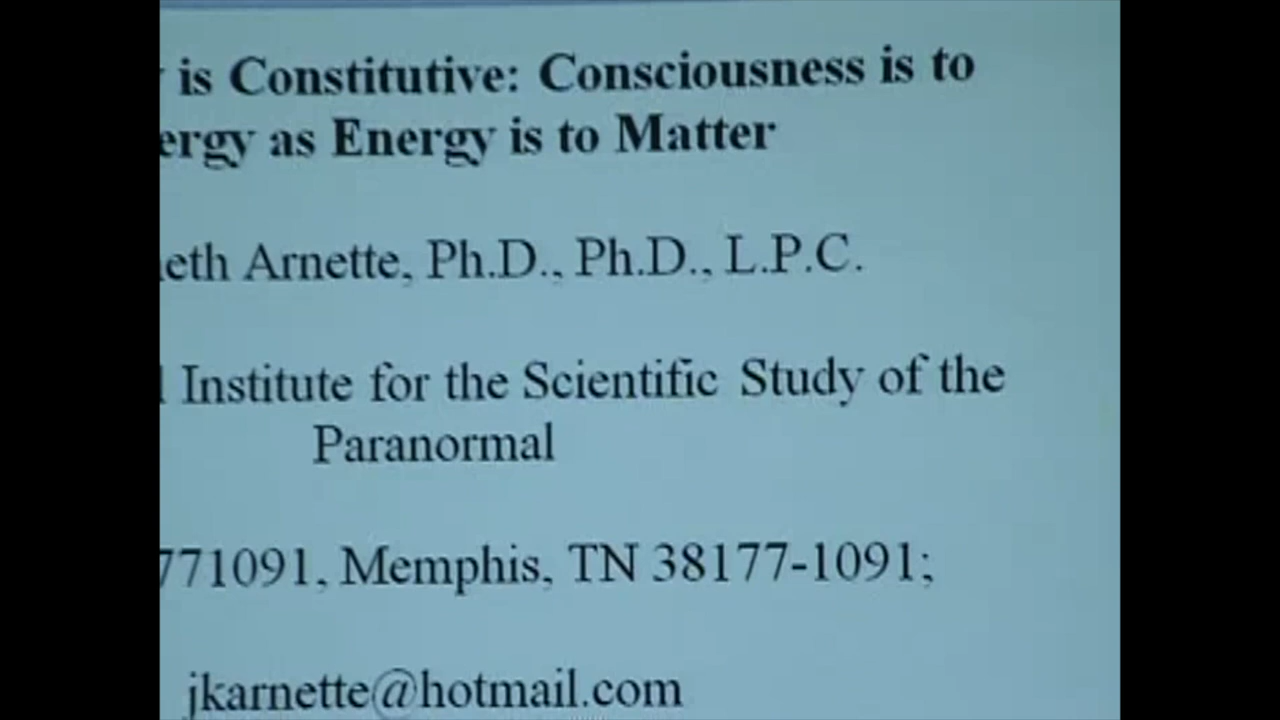 is Constitutive: Consciousness is to
ergy as Energy is to Matter
eth Arnette, Ph.D., Ph.D., L.P.C.
Institute for the Scientific Study of the
Paranormal
771091, Memphis, TN 38177-1091;
jkarnette@hotmail.com